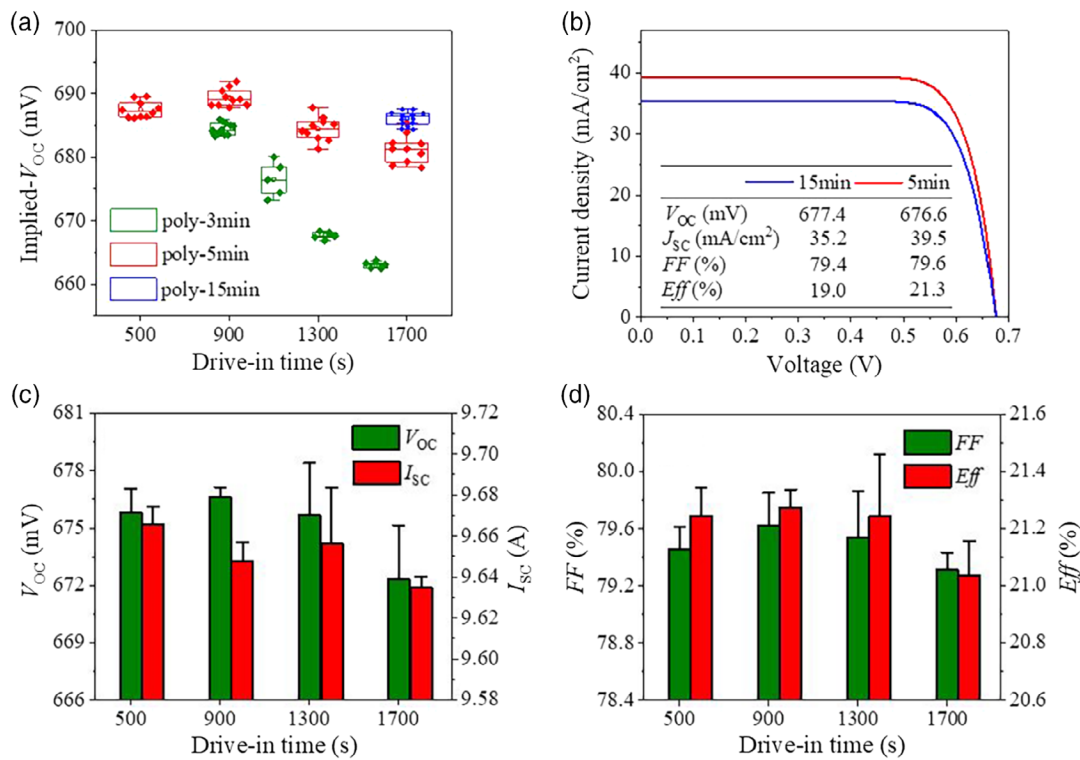 (a)
700
690
680
670
660
Implied-VOC (mV)
poly-3min
poly-5min
poly-15min
500 900 1300 1700
Drive-in time (s)
(b)
40
30
20
10
0
Current density (mA/cm2)
15min 5min
VOC (mV) 677.4 676.6
JSC (mA/cm2) 35.2 39.5
FF (%) 79.4 79.6
Eff (%) 19.0 21.3
0.0 0.1 0.2 0.3 0.4 0.5 0.6 0.7
Voltage (V)
(c)
681
678
675
672
669
666
VOC (mV)
VOC
ISC
9.72
9.70
9.68
9.66
9.64
9.62
9.60
9.58
ISC (A)
500 900 1300 1700
Drive-in time (s)
(d)
80.4
80.0
79.6
79.2
78.8
78.4
FF (%)
FF
Eff
21.6
21.4
21.2
21.0
20.8
20.6
Eff (%)
500 900 1300 1700
Drive-in time (s)